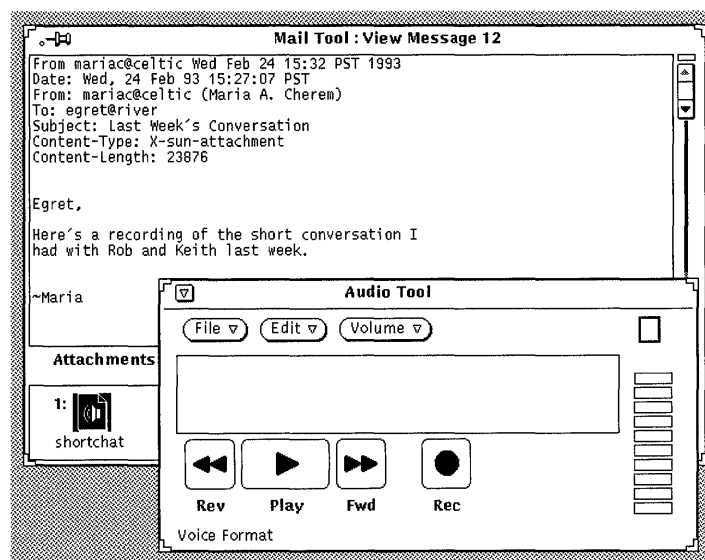 Mail Tool : View Message 12
From mariac@celtic Wed Feb 24 15:32 PST 1993
Date: Wed, 24 Feb 93 15:27:07 PST
From: mariac@celtic (Maria A. Cherem)
To: egret@river
Subject: Last Week´s Conversation
Content-Type: X-sun-attachment
Content-Length: 23876
Egret,
Here´s a recording of the short conversation I
had with Rob and Keith last week.
~Maria
Attachments
1:
shortchat
Audio Tool
File Edit Volume
Rev Play Fwd Rec
Voice Format